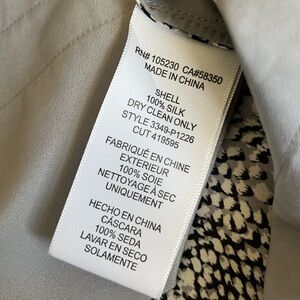 RN# 105230 CA#58350
MADE IN CHINA
SHELL
100% SILK
DRY CLEAN ONLY
STYLE 3349-P1226
CUT 419595
FABRIQUÉ EN CHINE
EXTERIEUR
100% SOIE
NETTOYAGE À SEC
UNIQUEMENT
HECHO EN CHINA
CÁSCARA
100% SEDA
LAVAR EN SECO
SOLAMENTE